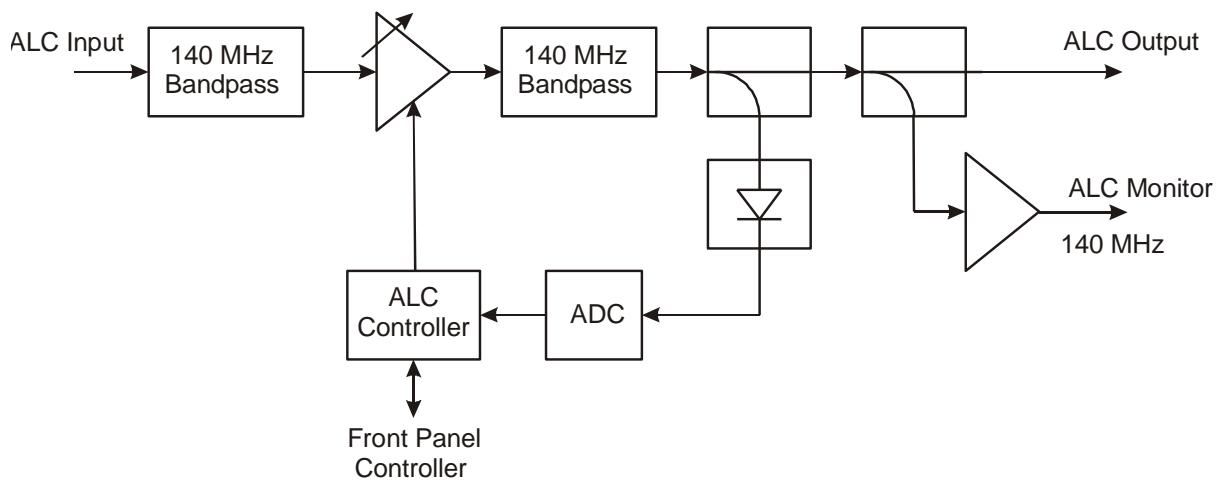 ALC Input
140 MHz
Bandpass
140 MHz
Bandpass
ALC Output
ALC Monitor
140 MHz
ALC
Controller
ADC
Front Panel
Controller